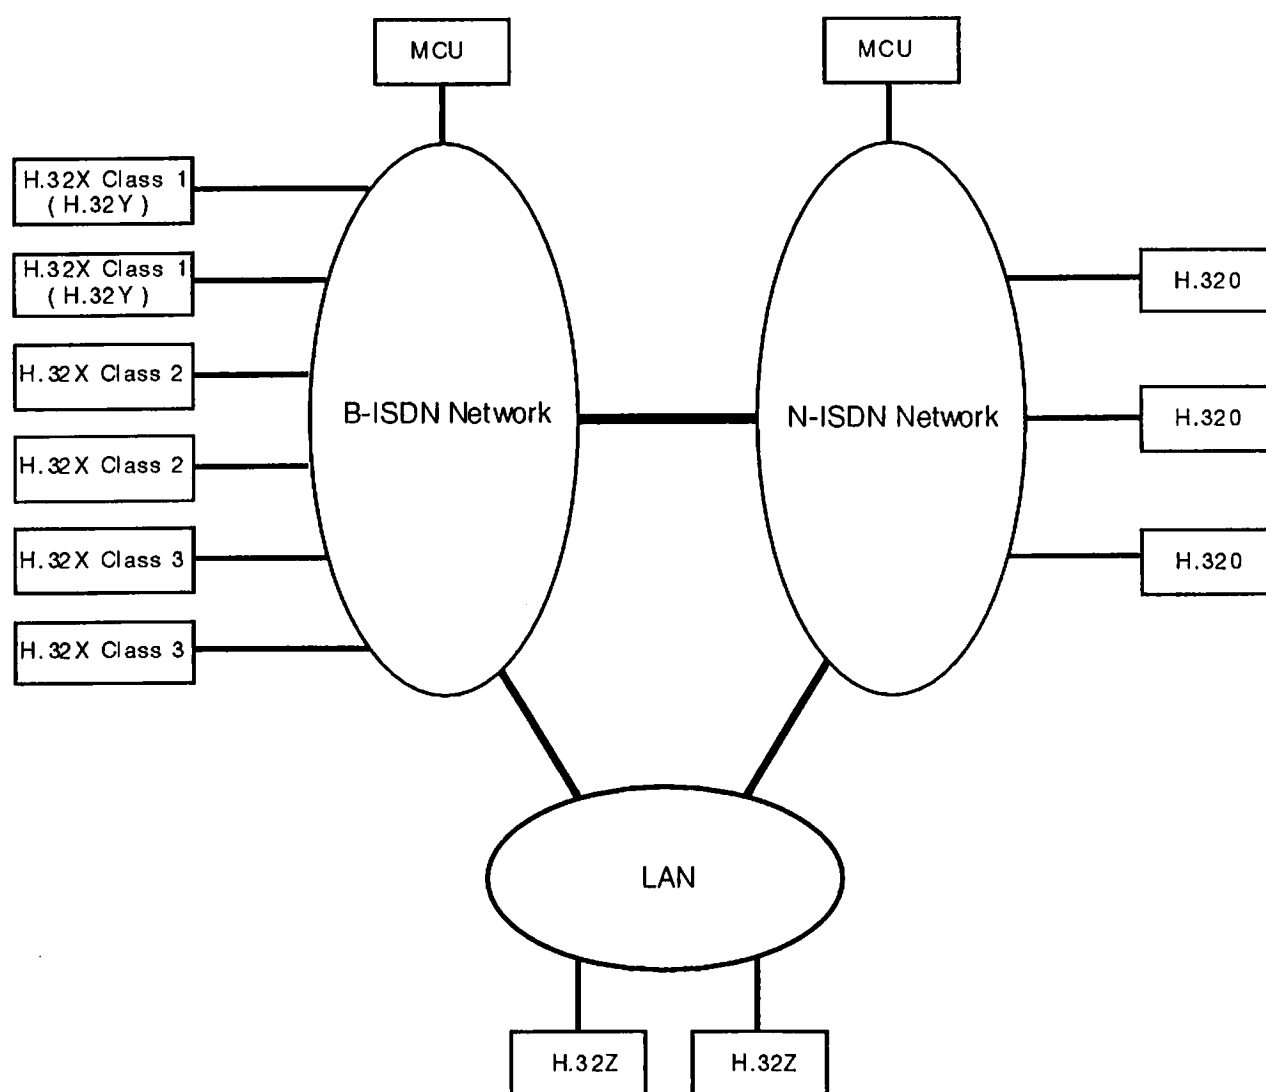 MCU
MCU
H.32X Class 1
( H.32Y )
H.32X Class 1
( H.32Y )
H.32X Class 2
H.32X Class 2
H.32X Class 3
H.32X Class 3
B-ISDN Network
N-ISDN Network
H.320
H.320
H.320
LAN
H.32Z
H.32Z